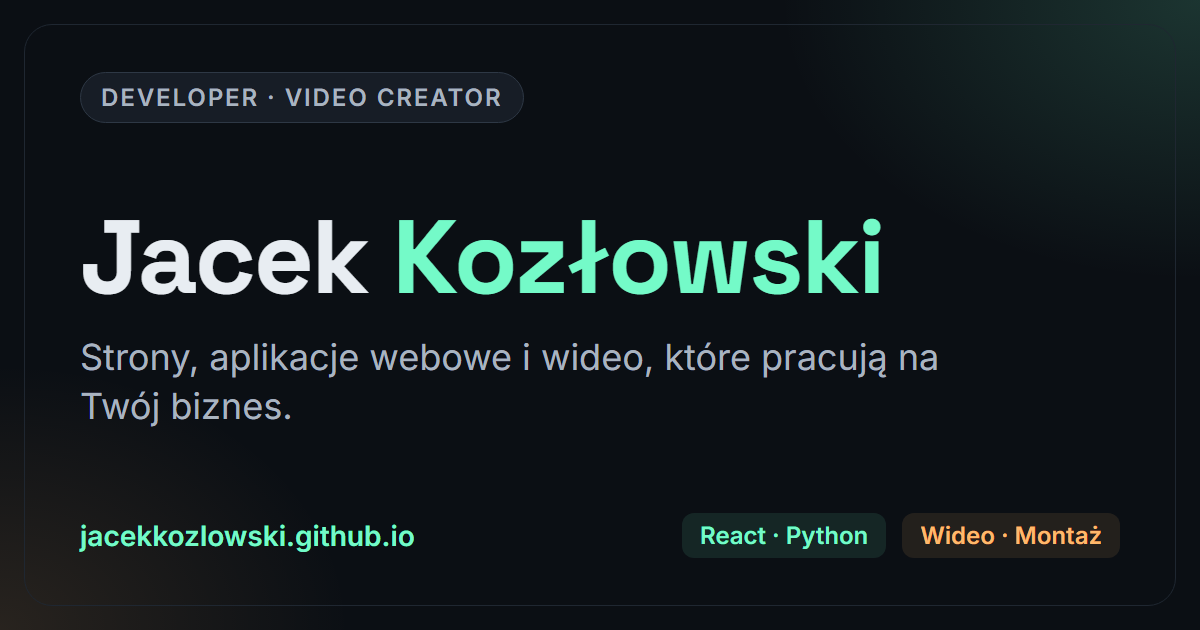 DEVELOPER · VIDEO CREATOR
Jacek Kozłowski
Strony, aplikacje webowe i wideo, które pracują na
Twój biznes.
jacekkozlowski.github.io
React · Python
Wideo · Montaż